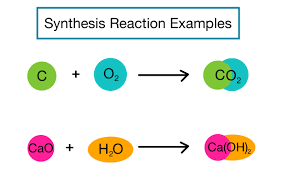 Synthesis Reaction Examples
C + O₂ → CO₂
CaO + H₂O → Ca(OH)₂